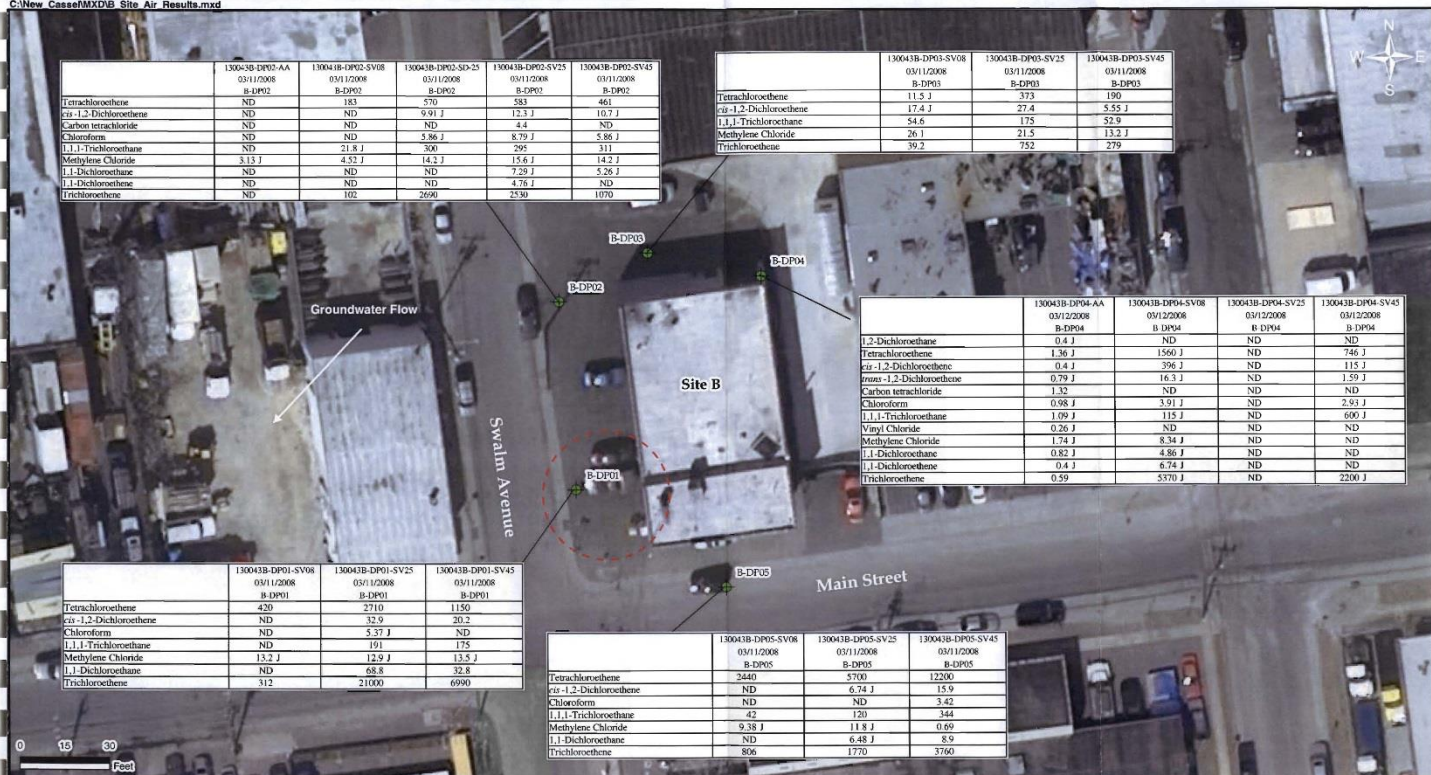 C:\New_Cassel\MXD\B_Site_Air_Results.mxd
N
W E
S
130043B-DP02-AA 130043B-DP02-SV08 130043B-DP02-SD-25 130043B-DP02-SV25 130043B-DP02-SV45
03/11/2008 03/11/2008 03/11/2008 03/11/2008 03/11/2008
B-DP02 B-DP02 B-DP02 B-DP02 B-DP02
Tetrachloroethene ND 183 570 583 461
cis -1,2-Dichloroethene ND ND 9.91 J 12.3 J 10.7 J
Carbon tetrachloride ND ND ND 4.4 ND
Chloroform ND ND 5.86 J 8.79 J 5.86 J
1,1,1-Trichloroethane ND 21.8 J 300 295 311
Methylene Chloride 3.13 J 4.52 J 14.2 J 15.6 J 14.2 J
1,1-Dichloroethane ND ND ND 7.29 J 5.26 J
1,1-Dichloroethene ND ND ND 4.76 J ND
Trichloroethene ND 102 2690 2530 1070
130043B-DP03-SV08 130043B-DP03-SV25 130043B-DP03-SV45
03/11/2008 03/11/2008 03/11/2008
B-DP03 B-DP03 B-DP03
Tetrachloroethene 11.5 J 373 190
cis -1,2-Dichloroethene 17.4 J 27.4 5.55 J
1,1,1-Trichloroethane 54.6 175 52.9
Methylene Chloride 26 J 21.5 13.2 J
Trichloroethene 39.2 752 279
B-DP03
B-DP04
B-DP02
Groundwater Flow
Site B
Swalm Avenue
B-DP01
130043B-DP04-AA 130043B-DP04-SV08 130043B-DP04-SV25 130043B-DP04-SV45
03/12/2008 03/12/2008 03/12/2008 03/12/2008
B-DP04 B-DP04 B-DP04 B-DP04
1,2-Dichloroethane 0.4 J ND ND ND
Tetrachloroethene 1.36 J 1560 J ND 746 J
cis -1,2-Dichloroethene 0.4 J 396 J ND 115 J
trans -1,2-Dichloroethene 0.79 J 16.3 J ND 1.59 J
Carbon tetrachloride 1.32 ND ND ND
Chloroform 0.98 J 3.91 J ND 2.93 J
1,1,1-Trichloroethane 1.09 J 115 J ND 600 J
Vinyl Chloride 0.26 J ND ND ND
Methylene Chloride 1.74 J 8.34 J ND ND
1,1-Dichloroethane 0.82 J 4.86 J ND ND
1,1-Dichloroethene 0.4 J 6.74 J ND ND
Trichloroethene 0.59 5370 J ND 2200 J
B-DP05
Main Street
130043B-DP01-SV08 130043B-DP01-SV25 130043B-DP01-SV45
03/11/2008 03/11/2008 03/11/2008
B-DP01 B-DP01 B-DP01
Tetrachloroethene 420 2710 1150
cis -1,2-Dichloroethene ND 32.9 20.2
Chloroform ND 5.37 J ND
1,1,1-Trichloroethane ND 191 175
Methylene Chloride 13.2 J 12.9 J 13.5 J
1,1-Dichloroethane ND 68.8 32.8
Trichloroethene 312 21000 6990
130043B-DP05-SV08 130043B-DP05-SV25 130043B-DP05-SV45
03/11/2008 03/11/2008 03/11/2008
B-DP05 B-DP05 B-DP05
Tetrachloroethene 2440 5700 12200
cis -1,2-Dichloroethene ND 6.74 J 15.9
Chloroform ND ND 3.42
1,1,1-Trichloroethane 42 120 344
Methylene Chloride 9.38 J 11.8 J 0.69
1,1-Dichloroethane ND 6.48 J 8.9
Trichloroethene 806 1770 3760
0 15 30
Feet